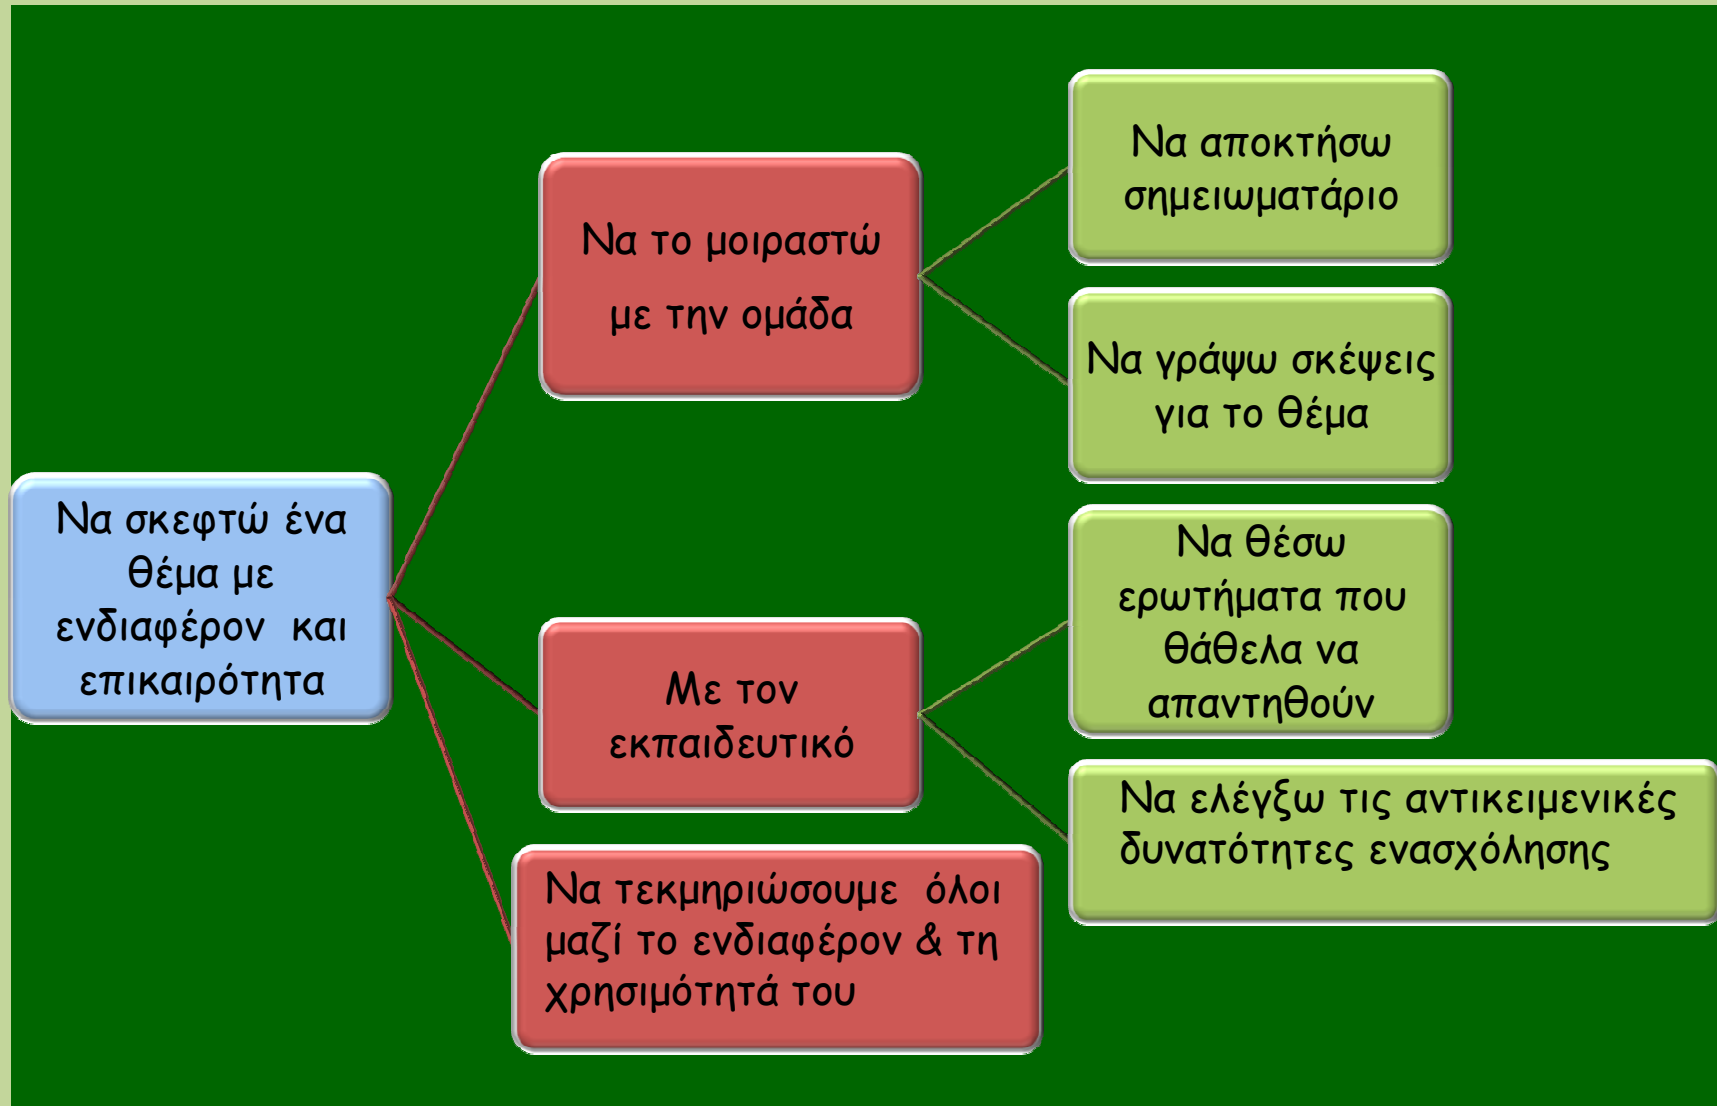 Να σκεφτώ ένα
θέμα με
ενδιαφέρον και
επικαιρότητα
Να το μοιραστώ
με την ομάδα
Να αποκτήσω
σημειωματάριο
Να γράψω σκέψεις
για το θέμα
Με τον
εκπαιδευτικό
Να θέσω
ερωτήματα που
θάθελα να
απαντηθούν
Να ελέγξω τις αντικειμενικές
δυνατότητες ενασχόλησης
Να τεκμηριώσουμε όλοι
μαζί το ενδιαφέρον & τη
χρησιμότητά του